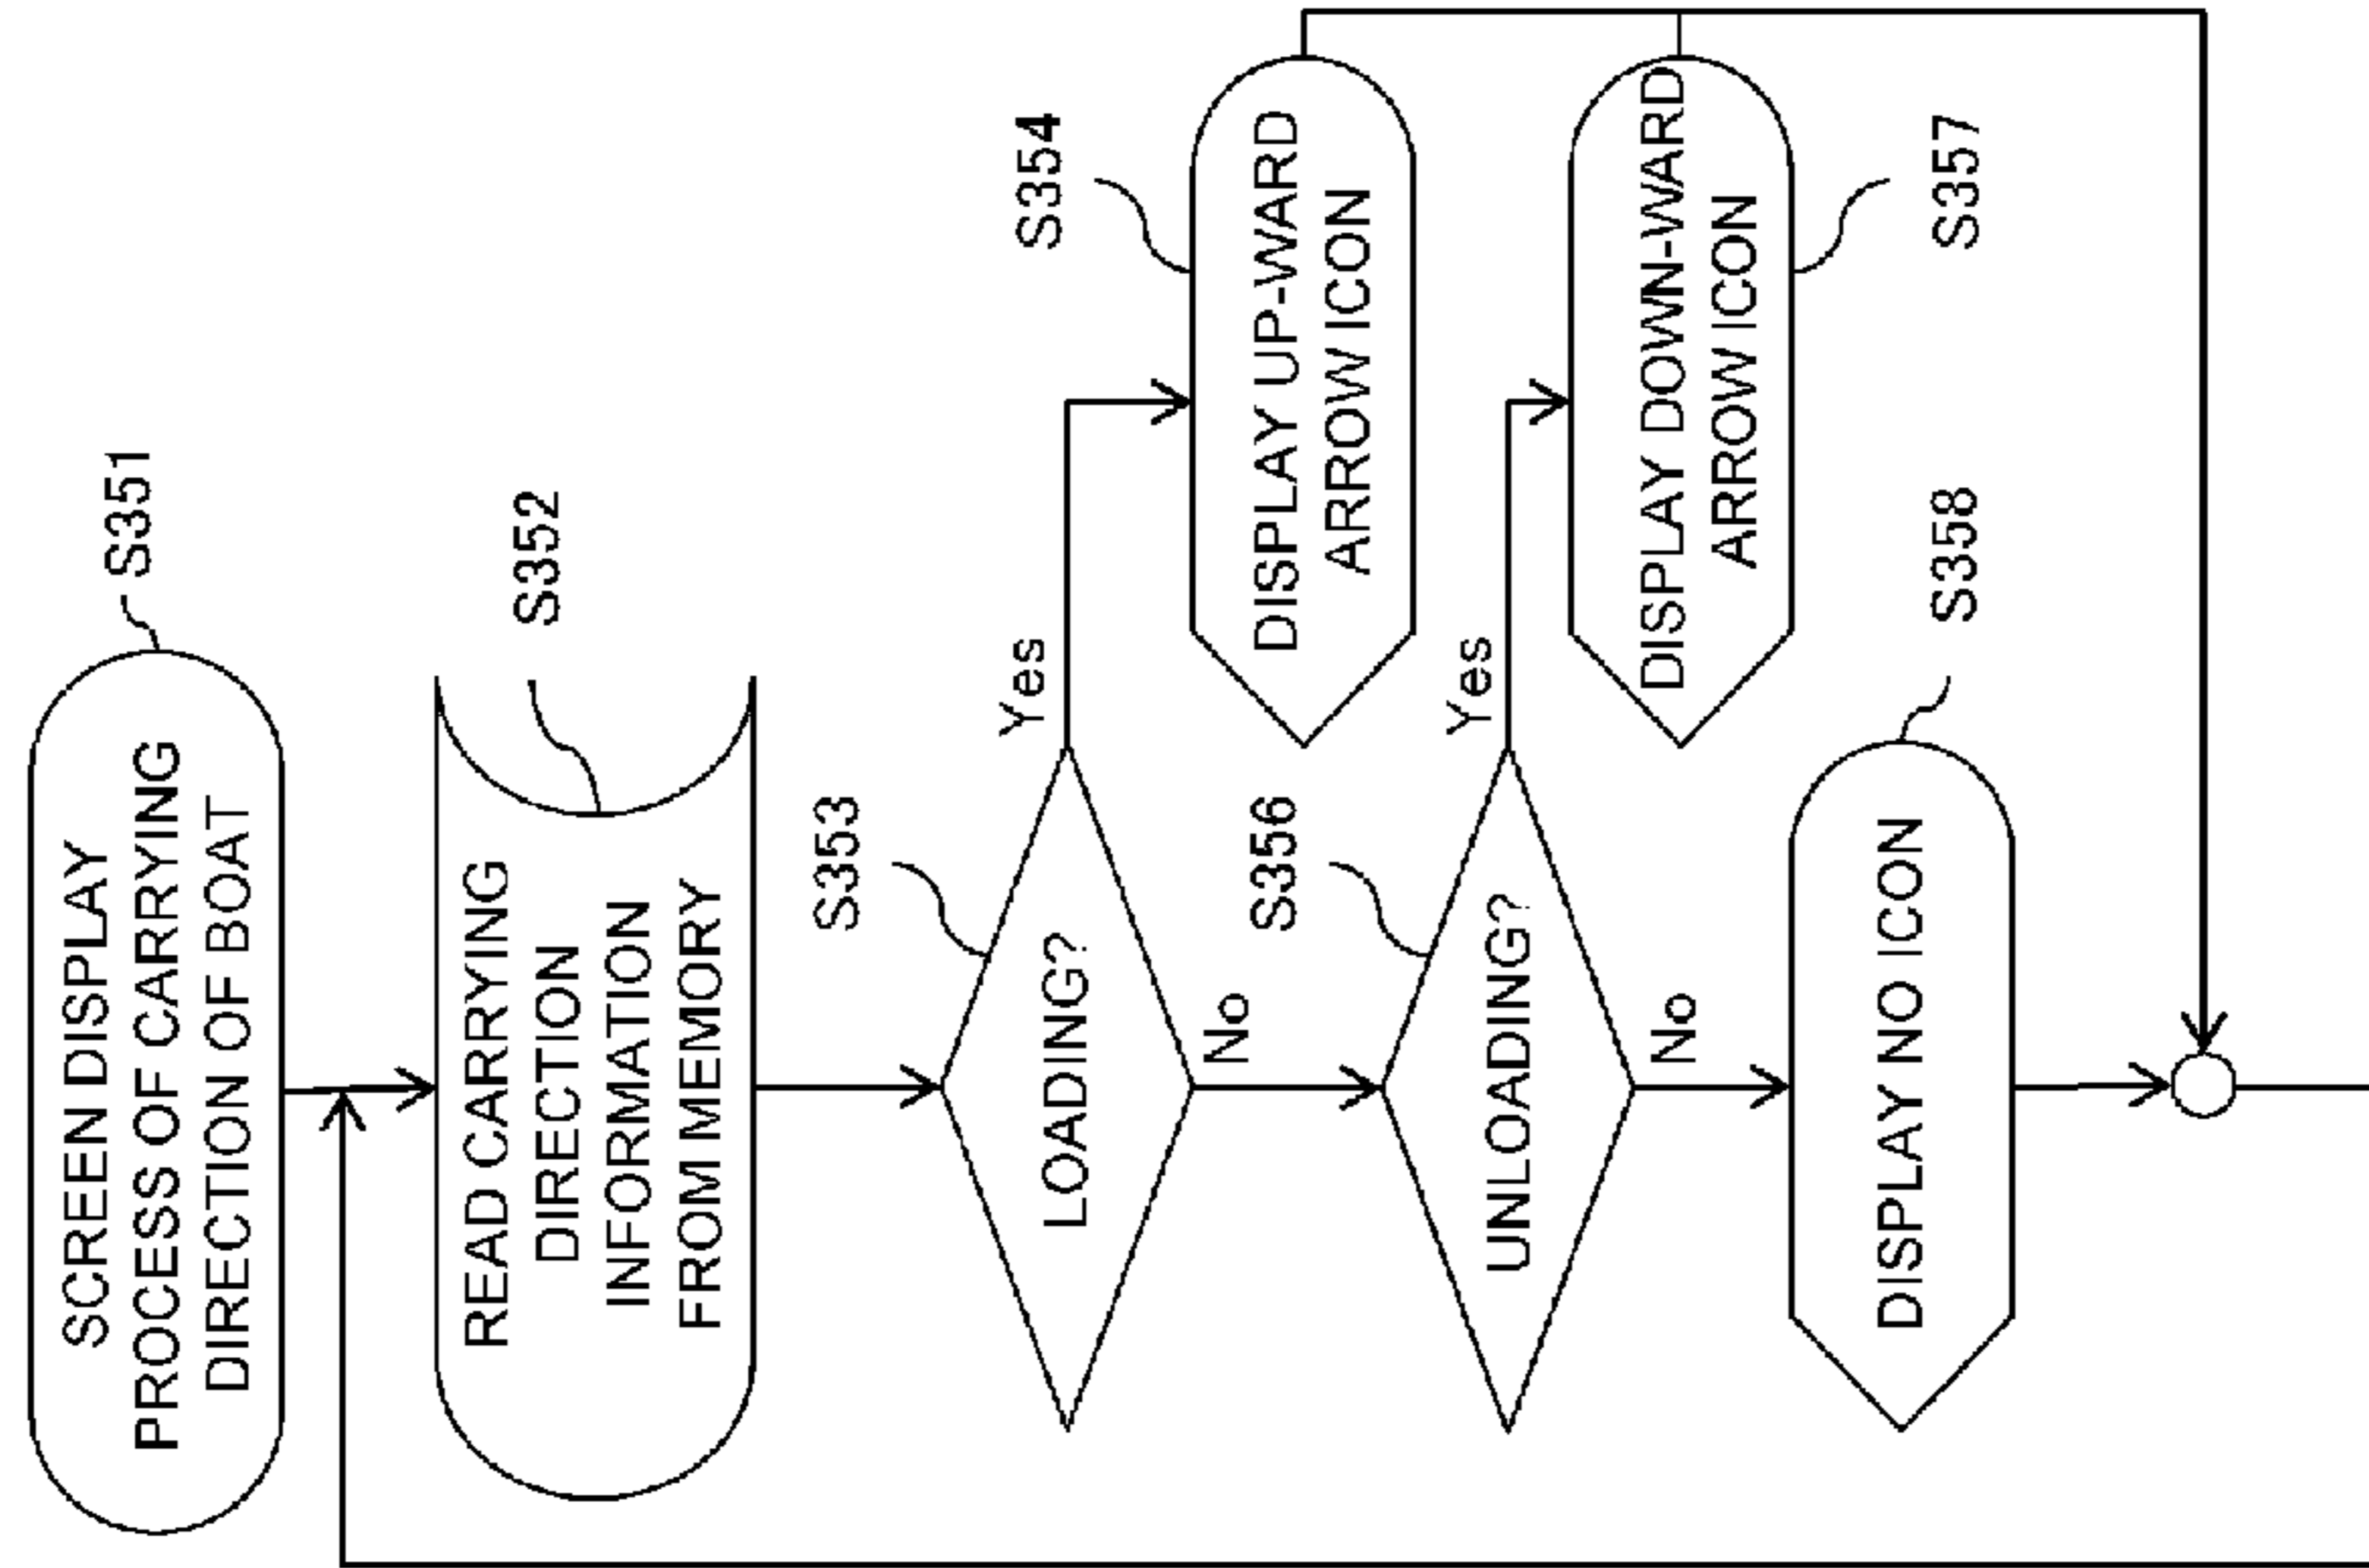 S351
SCREEN DISPLAY
PROCESS OF CARRYING
DIRECTION OF BOAT
S352
READ CARRYING
DIRECTION
INFORMATION
FROM MEMORY
S353
LOADING?
Yes
No
S354
DISPLAY UP-WARD
ARROW ICON
S356
UNLOADING?
Yes
No
DISPLAY DOWN-WARD
ARROW ICON
S357
S358
DISPLAY NO ICON